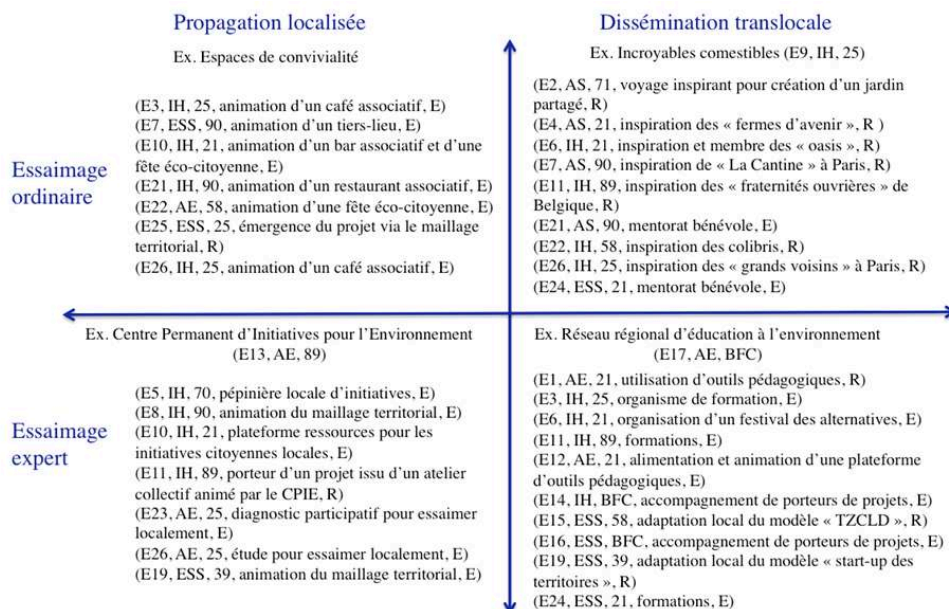 Propagation localisée
Dissémination translocale
Ex. Espaces de convivialité
Ex. Incroyables comestibles (E9, IH, 25)
Essaimage
ordinaire
(E3, IH, 25, animation d'un café associatif, E)
(E7, ESS, 90, animation d'un tiers-lieu, E)
(E10, IH, 21, animation d'un bar associatif et d'une
fête éco-citoyenne, E)
(E21, IH, 90, animation d'un restaurant associatif, E)
(E22, AE, 58, animation d'une fête éco-citoyenne, E)
(E25, ESS, 25, émergence du projet via le maillage
territorial, R)
(E26, IH, 25, animation d'un café associatif, E)
(E2, AS, 71, voyage inspirant pour création d'un jardin
partagé, R)
(E4, AS, 21, inspiration des « fermes d'avenir », R )
(E6, IH, 21, inspiration et membre des « oasis », R)
(E7, AS, 90, inspiration de « La Cantine » à Paris, R)
(E11, IH, 89, inspiration des « fraternités ouvrières » de
Belgique, R)
(E21, AS, 90, mentorat bénévole, E)
(E22, IH, 58, inspiration des colibris, R)
(E26, IH, 25, inspiration des « grands voisins » à Paris, R)
(E24, ESS, 21, mentorat bénévole, E)
Ex. Centre Permanent d'Initiatives pour l'Environnement
(E13, AE, 89)
Ex. Réseau régional d'éducation à l'environnement
(E17, AE, BFC)
Essaimage
expert
(E5, IH, 70, pépinière locale d'initiatives, E)
(E8, IH, 90, animation du maillage territorial, E)
(E10, IH, 21, plateforme ressources pour les
initiatives citoyennes locales, E)
(E11, IH, 89, porteur d'un projet issu d'un atelier
collectif animé par le CPIE, R)
(E23, AE, 25, diagnostic participatif pour essaimer
localement, E)
(E26, AE, 25, étude pour essaimer localement, E)
(E19, ESS, 39, animation du maillage territorial, E)
(E1, AE, 21, utilisation d'outils pédagogiques, R)
(E3, IH, 25, organisme de formation, E)
(E6, IH, 21, organisation d'un festival des alternatives, E)
(E11, IH, 89, formations, E)
(E12, AE, 21, alimentation et animation d'une plateforme
d'outils pédagogiques, E)
(E14, IH, BFC, accompagnement de porteurs de projets, E)
(E15, ESS, 58, adaptation local du modèle « TZCLD », R)
(E16, ESS, BFC, accompagnement de porteurs de projets, E)
(E19, ESS, 39, adaptation local du modèle « start-up des
territoires », R)
(E24, ESS, 21, formations, E)